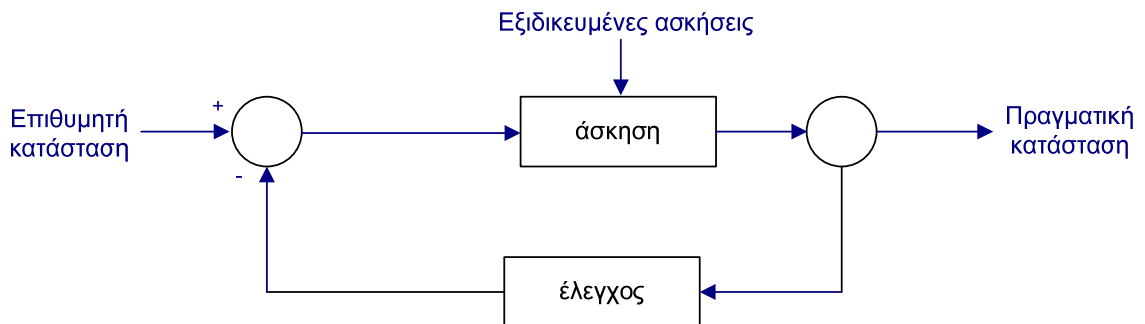 Εξιδικευμένες ασκήσεις
+
Επιθυμητή
κατάσταση
-
άσκηση
Πραγματική
κατάσταση
έλεγχος